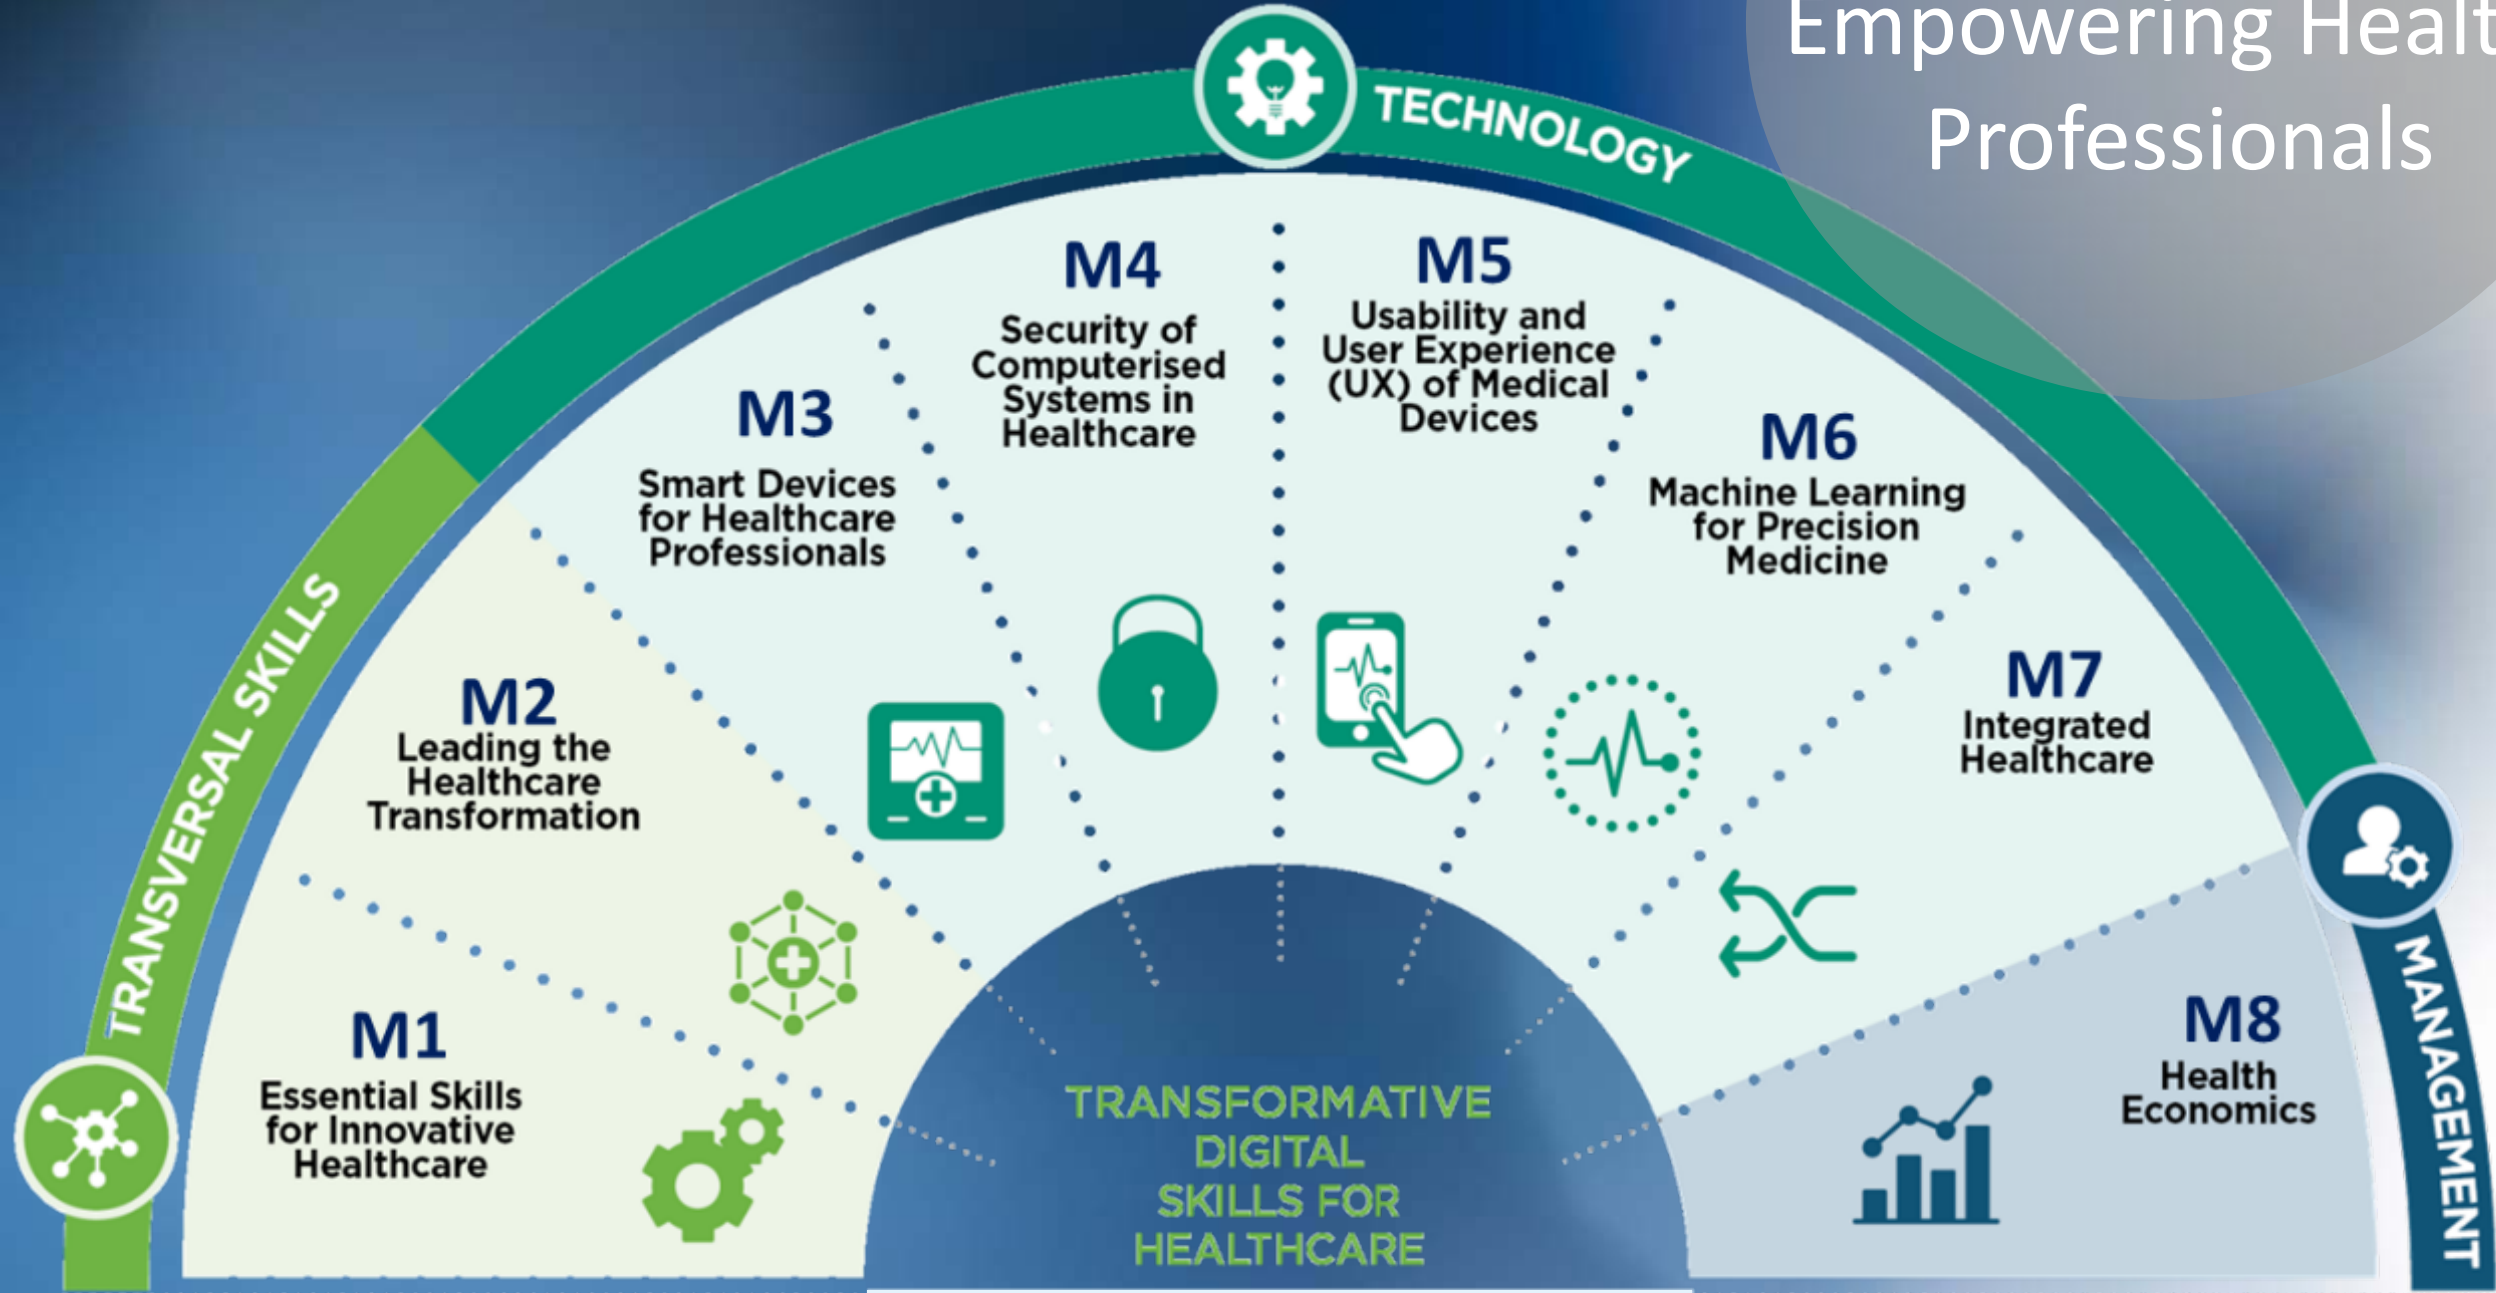 Empowering Healt
Professionals
TECHNOLOGY
TRANSVERSAL SKILLS
MANAGEMENT
M1
Essential Skills
for Innovative
Healthcare
M2
Leading the
Healthcare
Transformation
M3
Smart Devices
for Healthcare
Professionals
M4
Security of
Computerised
Systems in
Healthcare
M5
Usability and
User Experience
(UX) of Medical
Devices
M6
Machine Learning
for Precision
Medicine
M7
Integrated
Healthcare
M8
Health
Economics
TRANSFORMATIVE
DIGITAL
SKILLS FOR
HEALTHCARE